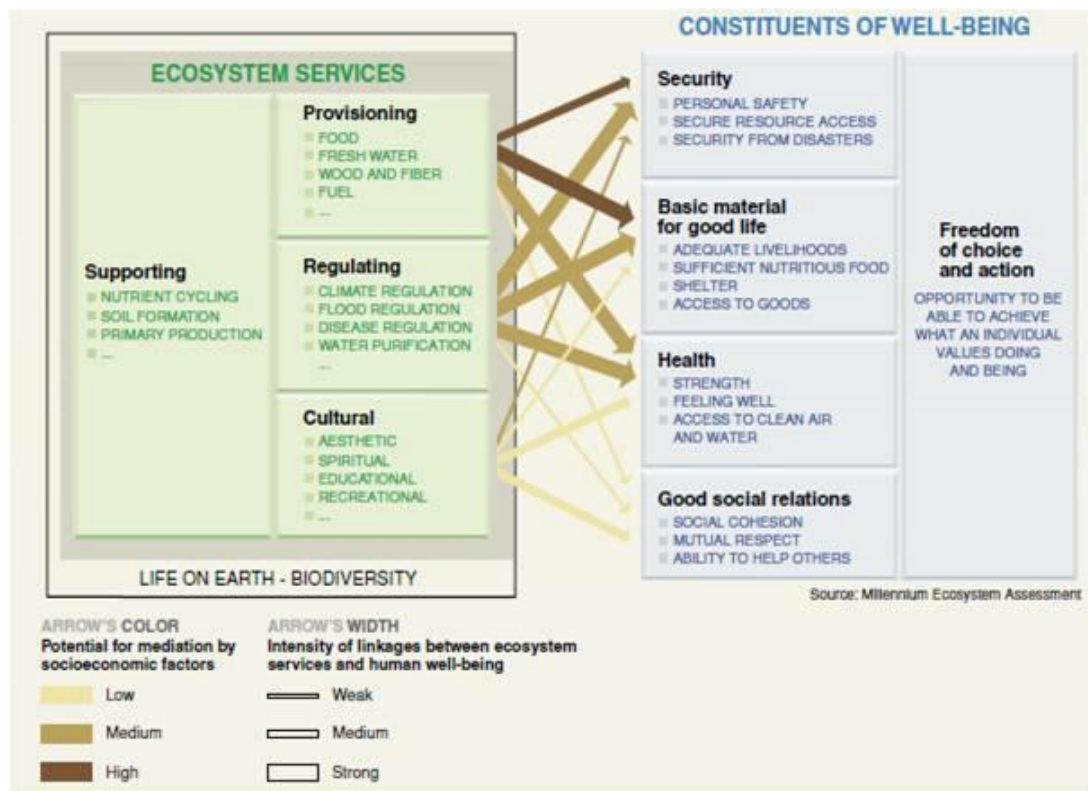 CONSTITUENTS OF WELL-BEING
ECOSYSTEM SERVICES
Supporting
NUTRIENT CYCLING
SOIL FORMATION
PRIMARY PRODUCTION
...
Provisioning
FOOD
FRESH WATER
WOOD AND FIBER
FUEL
...
Regulating
CLIMATE REGULATION
FLOOD REGULATION
DISEASE REGULATION
WATER PURIFICATION
...
Cultural
AESTHETIC
SPIRITUAL
EDUCATIONAL
RECREATIONAL
...
LIFE ON EARTH - BIODIVERSITY
Security
PERSONAL SAFETY
SECURE RESOURCE ACCESS
SECURITY FROM DISASTERS
Basic material
for good life
ADEQUATE LIVELIHOODS
SUFFICIENT NUTRITIOUS FOOD
SHELTER
ACCESS TO GOODS
Health
STRENGTH
FEELING WELL
ACCESS TO CLEAN AIR
AND WATER
Good social relations
SOCIAL COHESION
MUTUAL RESPECT
ABILITY TO HELP OTHERS
Freedom
of choice
and action
OPPORTUNITY TO BE
ABLE TO ACHIEVE
WHAT AN INDIVIDUAL
VALUES DOING
AND BEING
Source: Millennium Ecosystem Assessment
ARROW'S COLOR
Potential for mediation by
socioeconomic factors
Low
Medium
High
ARROW'S WIDTH
Intensity of linkages between ecosystem
services and human well-being
Weak
Medium
Strong